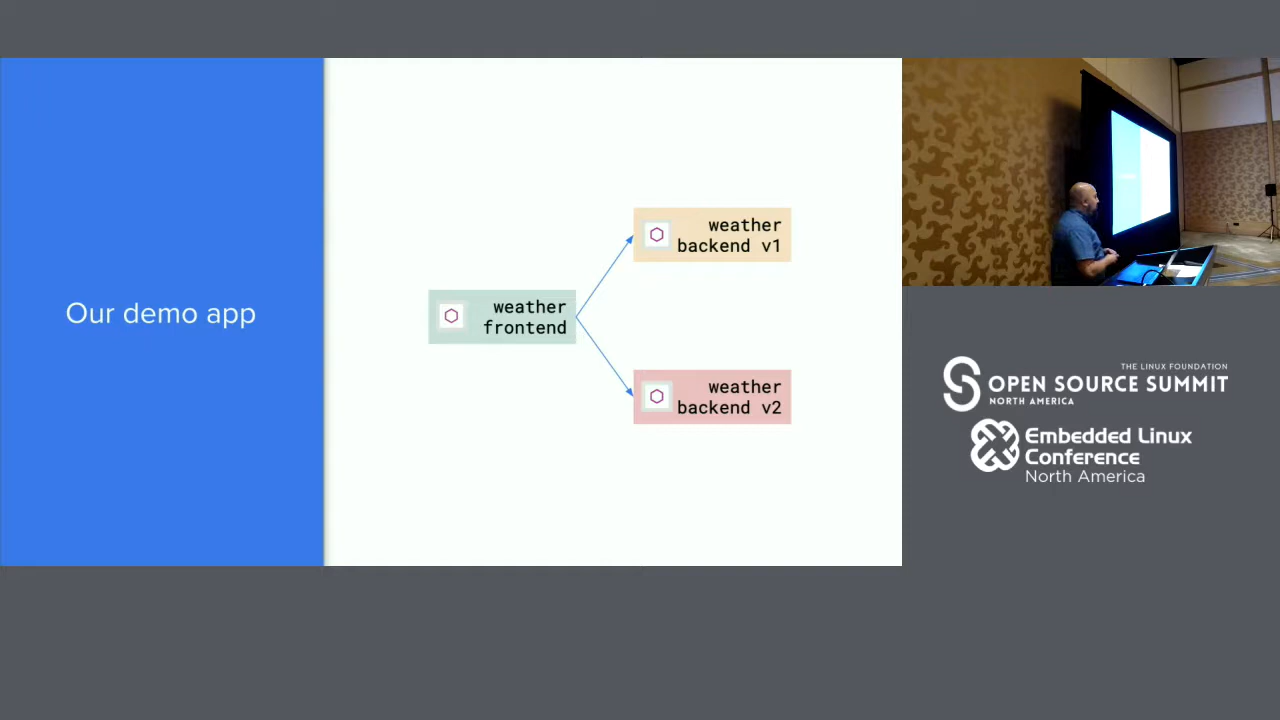 Our demo app
weather
frontend
weather
backend v1
weather
backend v2
THE LINUX FOUNDATION
OPEN SOURCE SUMMIT
NORTH AMERICA
Embedded Linux
Conference
North America